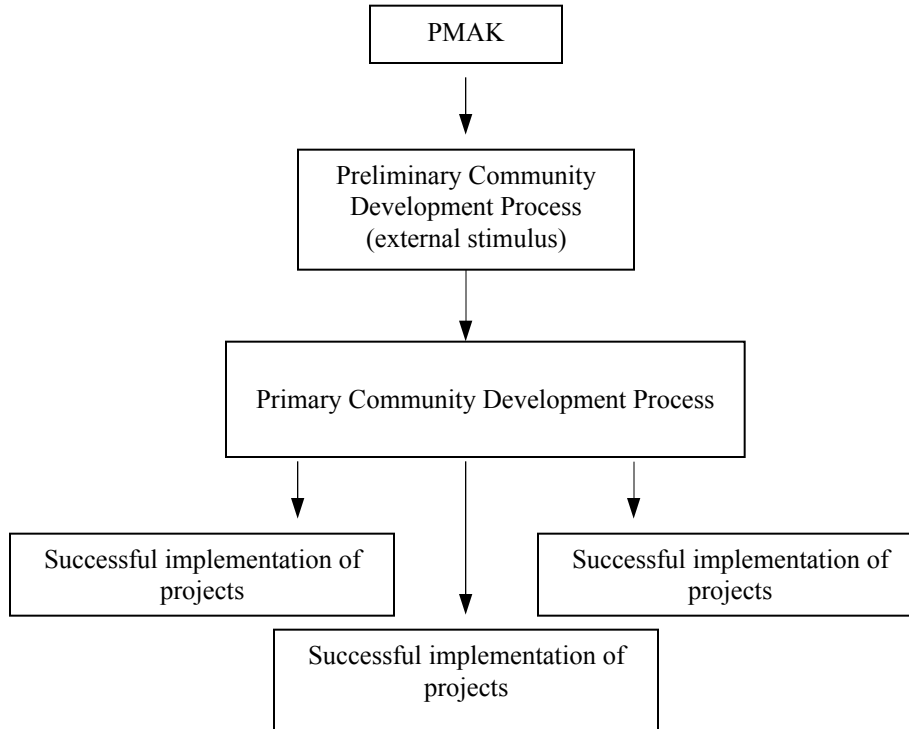 PMAK
Preliminary Community
Development Process
(external stimulus)
Primary Community Development Process
Successful implementation of
projects
Successful implementation of
projects
Successful implementation of
projects